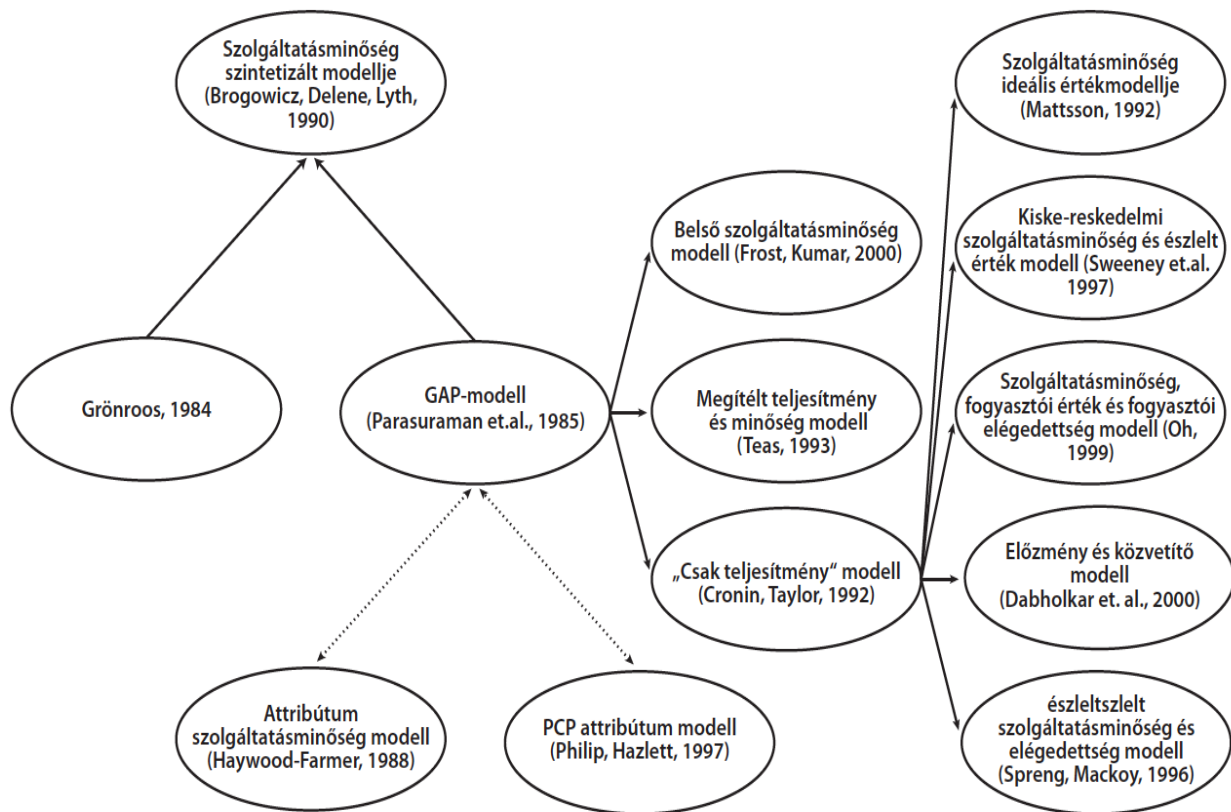 Szolgáltatásminőség
szintetizált modellje
(Brogowicz, Delene, Lyth,
1990)
Szolgáltatásminőség
ideális értékmodellje
(Mattsson, 1992)
Belső szolgáltatásminőség
modell (Frost, Kumar, 2000)
Kiske-reskedelmi
szolgáltatásminőség és észlelt
érték modell (Sweeney et.al.
1997)
Grönroos, 1984
GAP-modell
(Parasuraman et.al., 1985)
Megítélt teljesítmény
és minőség modell
(Teas, 1993)
Szolgáltatásminőség,
fogyasztói érték és fogyasztói
elégedettség modell (Oh,
1999)
„Csak teljesítmény“ modell
(Cronin, Taylor, 1992)
Előzmény és közvetítő
modell
(Dabholkar et. al., 2000)
Attribútum
szolgáltatásminőség modell
(Haywood-Farmer, 1988)
PCP attribútum modell
(Philip, Hazlett, 1997)
észleltszlelt
szolgáltatásminőség és
elégedettség modell
(Spreng, Mackoy, 1996)